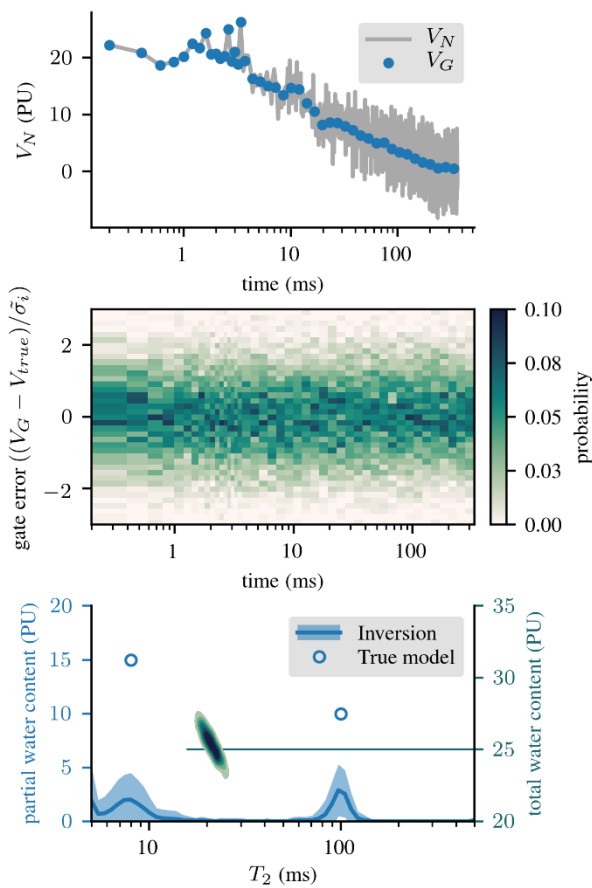 V_N
V_G
20
10
0
V_N (PU)
1
10
100
time (ms)
gate error ((V_G − V_{true})/σ̃_i)
2
0
−2
1
10
100
time (ms)
0.10
0.08
0.05
0.03
0.00
probability
20
15
10
5
0
partial water content (PU)
Inversion
True model
35
30
25
20
total water content (PU)
10
100
T_2 (ms)